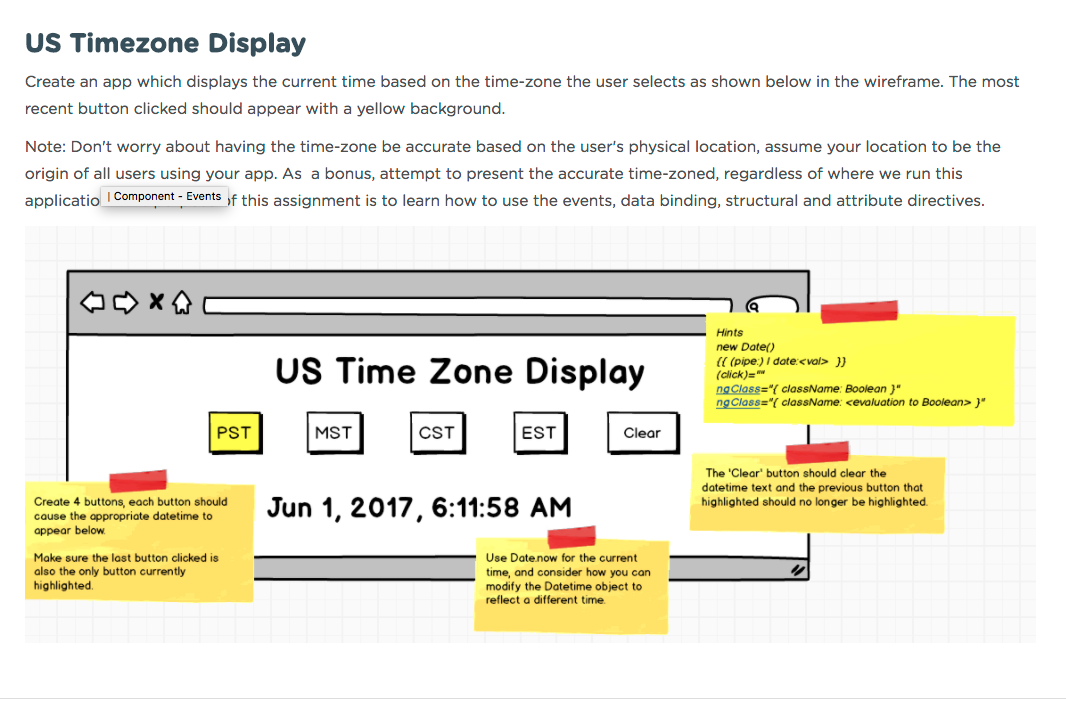 US Timezone Display
Create an app which displays the current time based on the time-zone the user selects as shown below in the wireframe. The most
recent button clicked should appear with a yellow background.
Note: Don't worry about having the time-zone be accurate based on the user's physical location, assume your location to be the
origin of all users using your app. As a bonus, attempt to present the accurate time-zoned, regardless of where we run this
applicatio
| Component - Events
of this assignment is to learn how to use the events, data binding, structural and attribute directives.
Hints
new Date()
{{ (pipe:) | date:<val> }}
(click)=""
ngClass="{ className: Boolean }"
ngClass="{ className: <evaluation to Boolean> }"
US Time Zone Display
PST
MST
CST
EST
Clear
The 'Clear' button should clear the
datetime text and the previous button that
highlighted should no longer be highlighted.
Create 4 buttons, each button should
cause the appropriate datetime to
appear below.
Make sure the last button clicked is
also the only button currently
highlighted.
Jun 1, 2017, 6:11:58 AM
Use Date.now for the current
time, and consider how you can
modify the Datetime object to
reflect a different time.